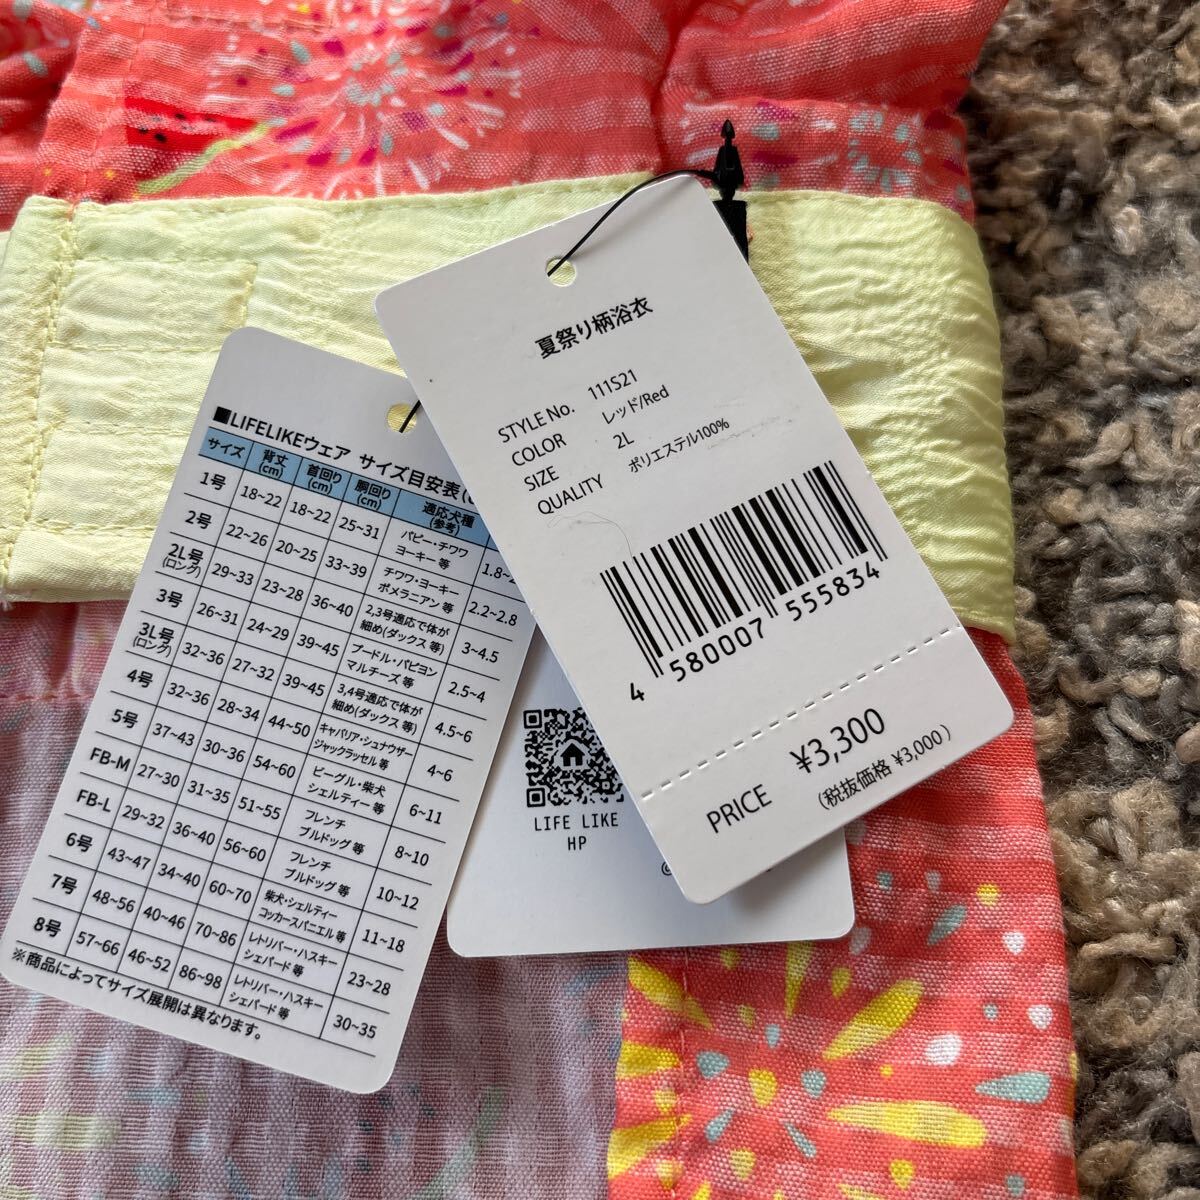 ■LIFELIKEウェア サイズ目安表(
サイズ 背丈(cm) 首回り(cm) 胴回り(cm) 適応犬種(参考)
1号 18~22 18~22 25~31 パピー・チワワ ヨーキー 等 1.8~2
2号 22~26 20~25 33~39 チワワ・ヨーキー ポメラニアン 等 2.2~2.8
2L号(ロング) 29~33 23~28 36~40 2,3号適応で体が細め(ダックス 等) 3~4.5
3号 26~31 24~29 39~45 プードル・パピヨン マルチーズ 等 2.5~4
3L号(ロング) 32~36 27~32 39~45 3,4号適応で体が細め(ダックス 等) 4.5~6
4号 32~36 28~34 44~50 キャバリア・シュナウザー ジャックラッセル 等 4~6
5号 37~43 30~36 54~60 ビーグル・柴犬 シェルティー 等 6~11
FB-M 27~30 31~35 51~55 フレンチ ブルドッグ 等 8~10
FB-L 29~32 36~40 56~60 フレンチ ブルドッグ 等 10~12
6号 43~47 34~40 60~70 柴犬・シェルティー コッカースパニエル 等 11~18
7号 48~56 40~46 70~86 レトリバー・ハスキー シェパード 等 23~28
8号 57~66 46~52 86~98 レトリバー・ハスキー シェパード 等 30~35
※商品によってサイズ展開は異なります。
夏祭り柄浴衣
STYLE No. 111S21
COLOR レッド/Red
SIZE 2L
QUALITY ポリエステル100%
4 580007 555834
PRICE ¥3,300
(税抜価格 ¥3,000)
LIFE LIKE
HP